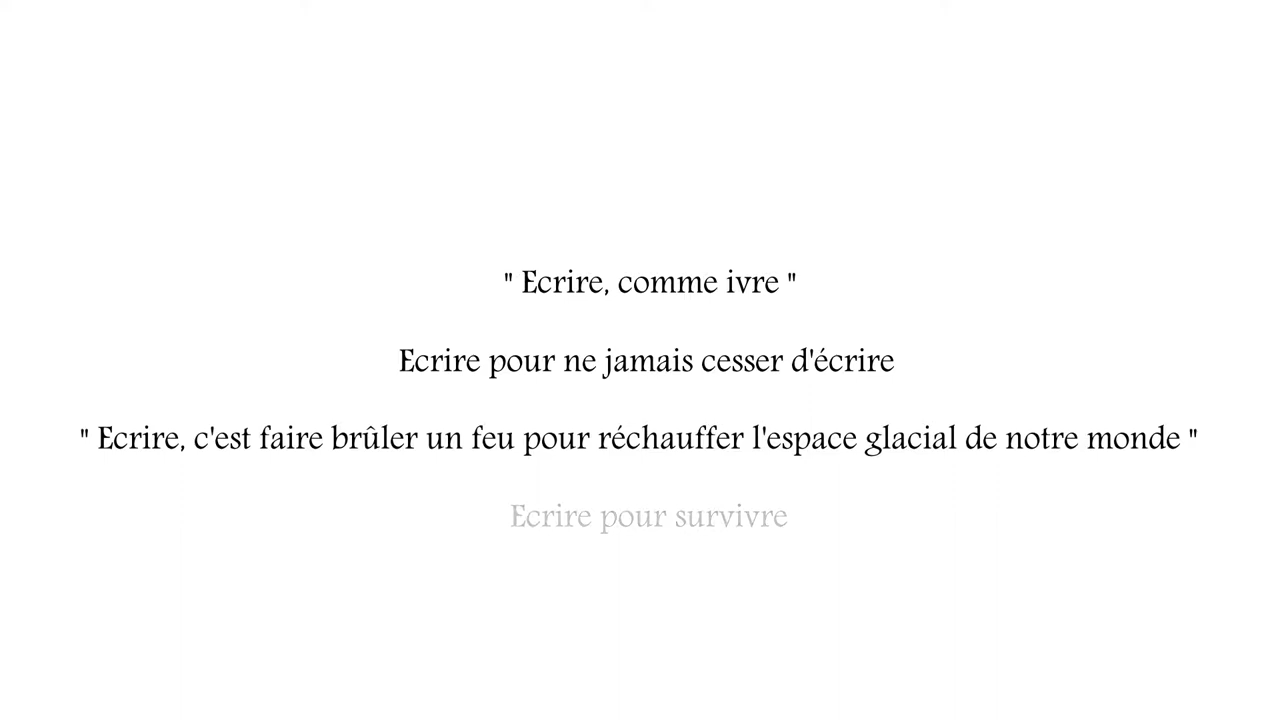 " Ecrire, comme ivre "
Ecrire pour ne jamais cesser d'écrire
" Ecrire, c'est faire brûler un feu pour réchauffer l'espace glacial de notre monde "
Ecrire pour survivre